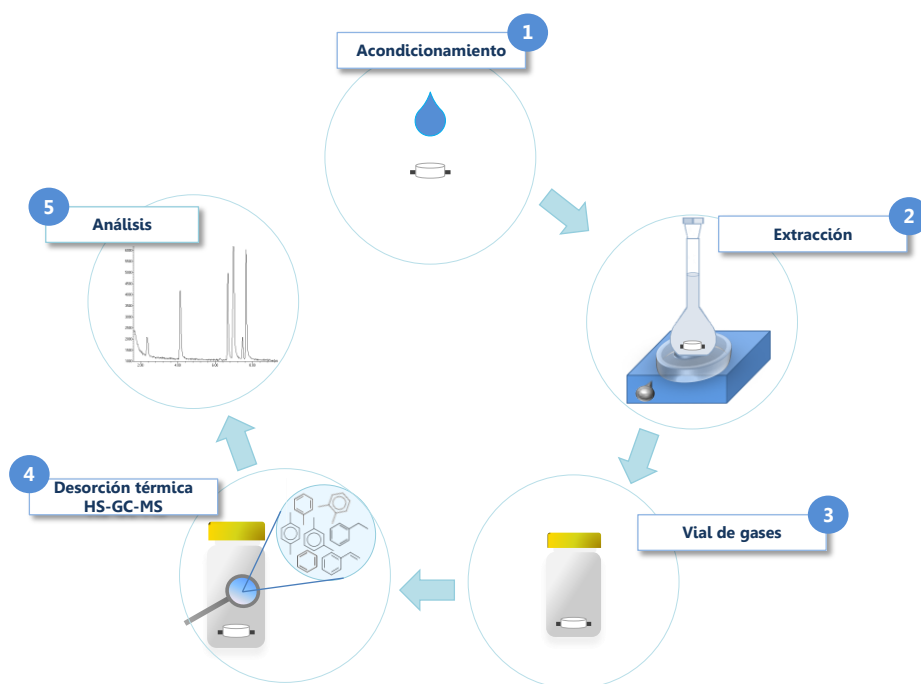 1
Acondicionamiento
2
Extracción
3
Vial de gases
4
Desorción térmica
HS-GC-MS
5
Análisis